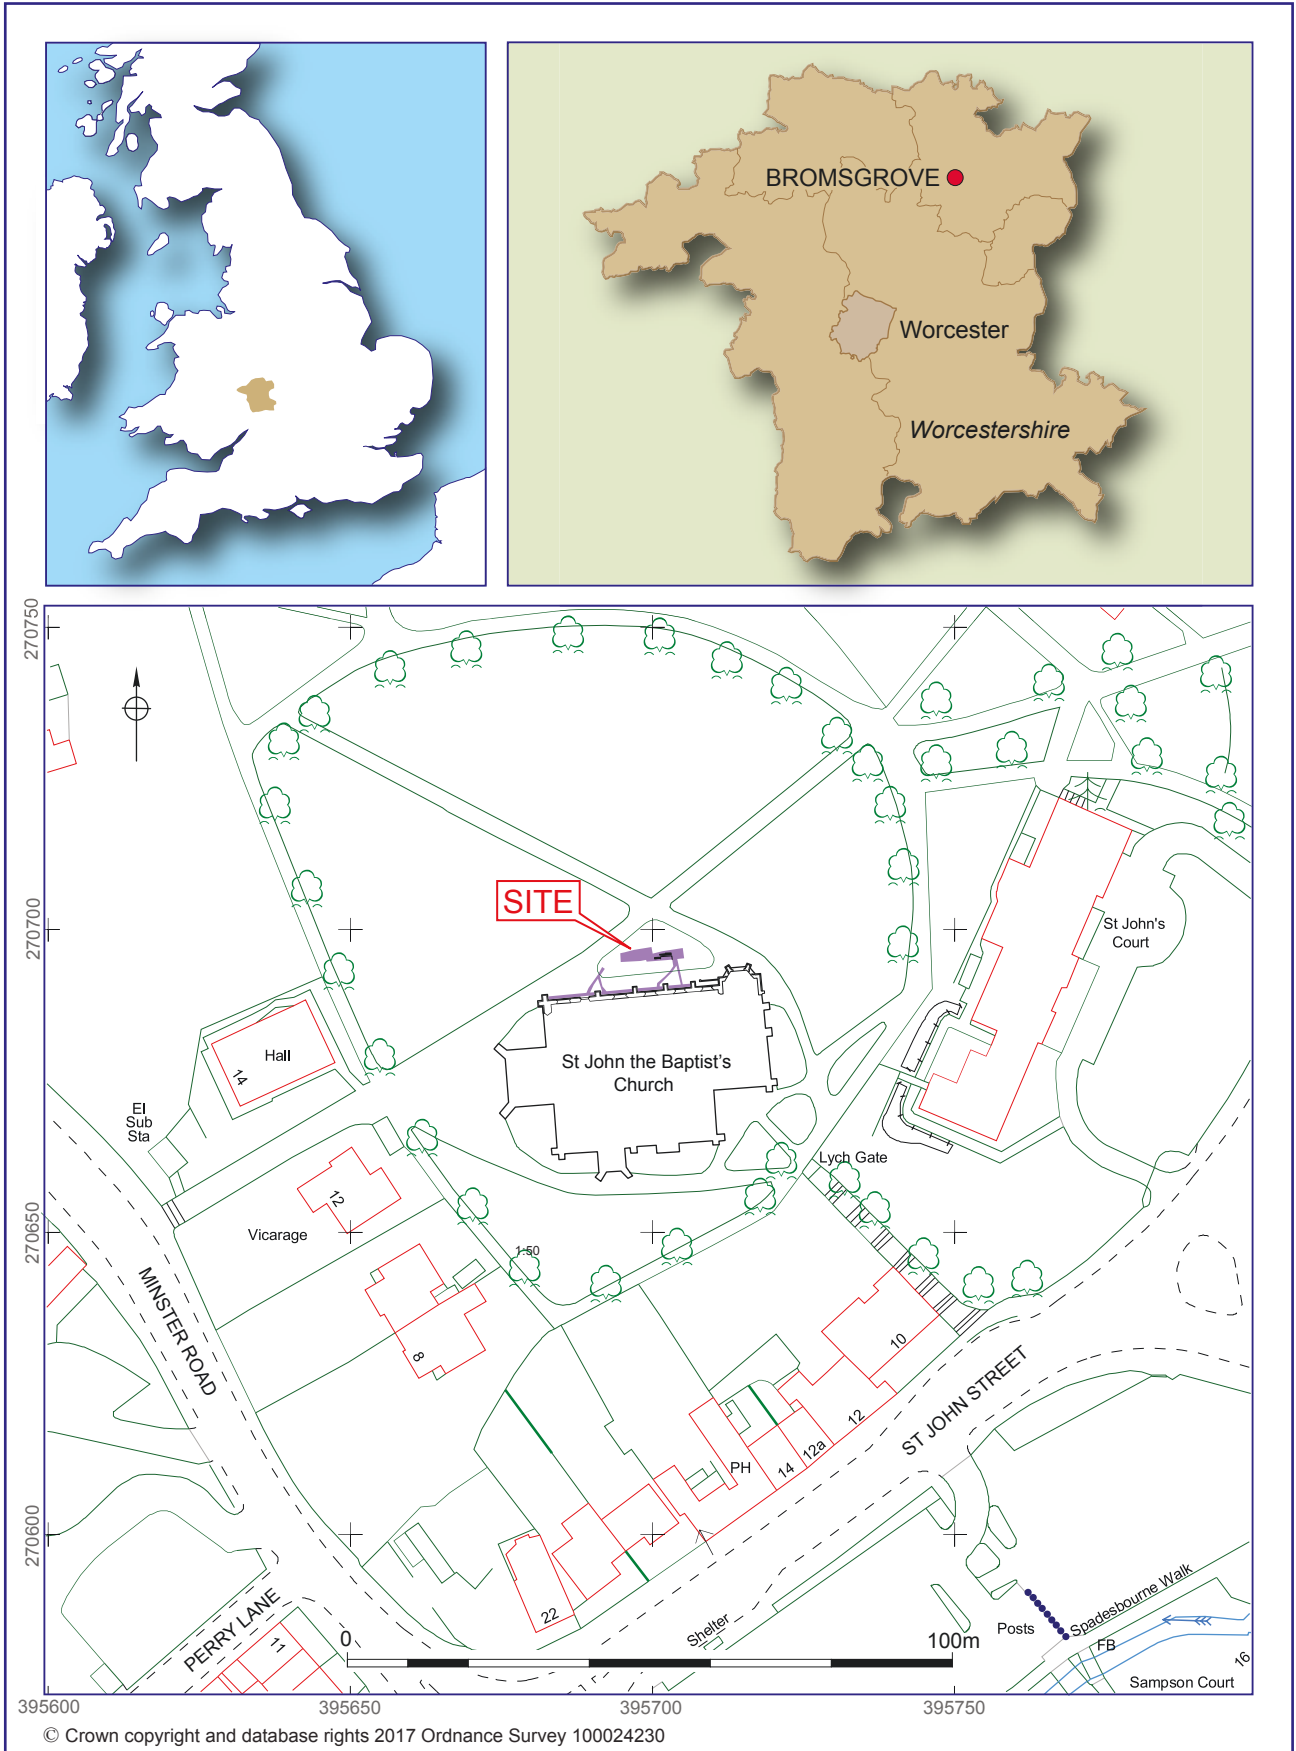 BROMSGROVE
Worcester
Worcestershire
270750
SITE
270700
St John's
Court
Hall
14
St John the Baptist's
Church
El
Sub
Sta
Lych Gate
12
Vicarage
270650
1:50
MINSTER ROAD
8
10
ST JOHN STREET
12
12a
14
PH
270600
22
PERRY LANE
11
Shelter
Posts
Spadesbourne Walk
FB
16
Sampson Court
0
100m
395600
395650
395700
395750
© Crown copyright and database rights 2017 Ordnance Survey 100024230